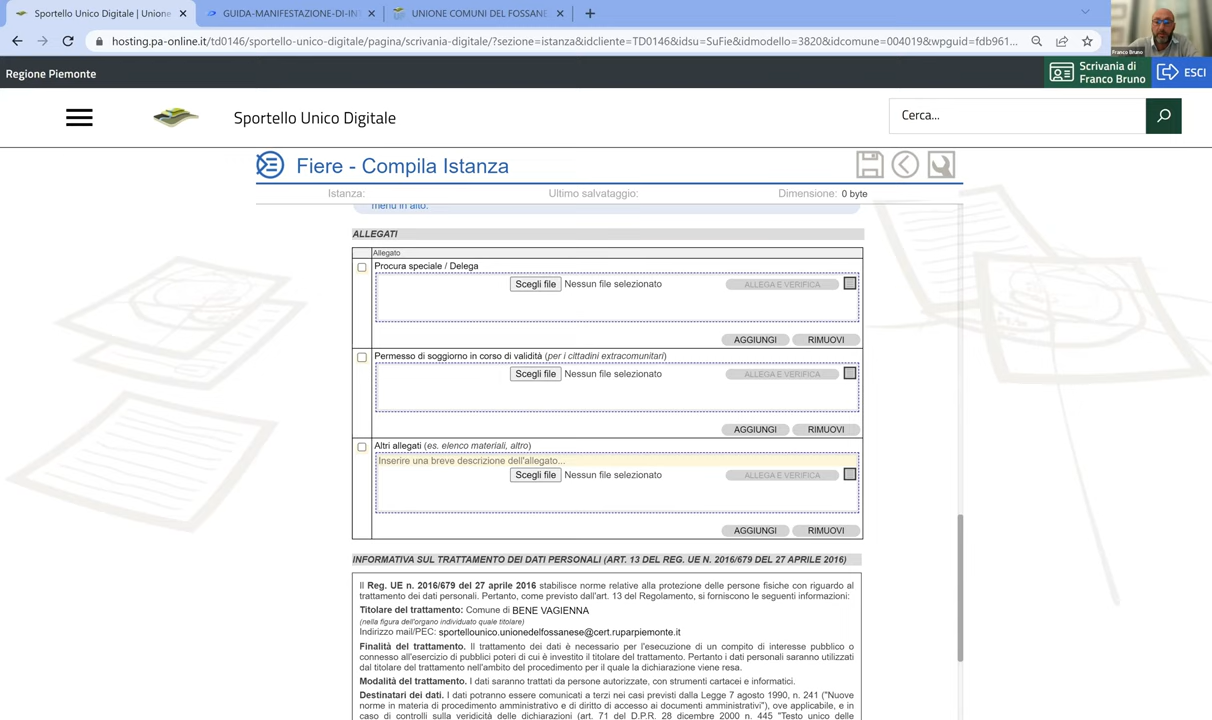 Sportello Unico Digitale | Unione
GUIDA-MANIFESTAZIONE-DI-INT
UNIONE COMUNI DEL FOSSANE
hosting.pa-online.it/td0146/sportello-unico-digitale/pagina/scrivania-digitale/?sezione=istanza&idcliente=TD0146&idsu=SuFie&idmodello=3820&idcomune=004019&wpguid=fdb961...
Franco Bruno
Regione Piemonte
Scrivania di
Franco Bruno
ESCI
Sportello Unico Digitale
Cerca...
Fiere - Compila Istanza
Istanza:
Ultimo salvataggio:
Dimensione: 0 byte
menu in alto.
ALLEGATI
Allegato
Procura speciale / Delega
Scegli file Nessun file selezionato
ALLEGA E VERIFICA
AGGIUNGI RIMUOVI
Permesso di soggiorno in corso di validità (per i cittadini extracomunitari)
Scegli file Nessun file selezionato
ALLEGA E VERIFICA
AGGIUNGI RIMUOVI
Altri allegati (es. elenco materiali, altro)
Inserire una breve descrizione dell'allegato...
Scegli file Nessun file selezionato
ALLEGA E VERIFICA
AGGIUNGI RIMUOVI
INFORMATIVA SUL TRATTAMENTO DEI DATI PERSONALI (ART. 13 DEL REG. UE N. 2016/679 DEL 27 APRILE 2016)
Il Reg. UE n. 2016/679 del 27 aprile 2016 stabilisce norme relative alla protezione delle persone fisiche con riguardo al
trattamento dei dati personali. Pertanto, come previsto dall'art. 13 del Regolamento, si forniscono le seguenti informazioni:
Titolare del trattamento: Comune di BENE VAGIENNA
(nella figura dell'organo individuato quale titolare)
Indirizzo mail/PEC: sportellounico.unionedelfossanese@cert.ruparpiemonte.it
Finalità del trattamento. Il trattamento dei dati è necessario per l'esecuzione di un compito di interesse pubblico o
connesso all'esercizio di pubblici poteri di cui è investito il titolare del trattamento. Pertanto i dati personali saranno utilizzati
dal titolare del trattamento nell'ambito del procedimento per il quale la dichiarazione viene resa.
Modalità del trattamento. I dati saranno trattati da persone autorizzate, con strumenti cartacei e informatici.
Destinatari dei dati. I dati potranno essere comunicati a terzi nei casi previsti dalla Legge 7 agosto 1990, n. 241 ("Nuove
norme in materia di procedimento amministrativo e di diritto di accesso ai documenti amministrativi"), ove applicabile, e in
caso di controlli sulla veridicità delle dichiarazioni (art. 71 del D.P.R. 28 dicembre 2000 n. 445 "Testo unico delle